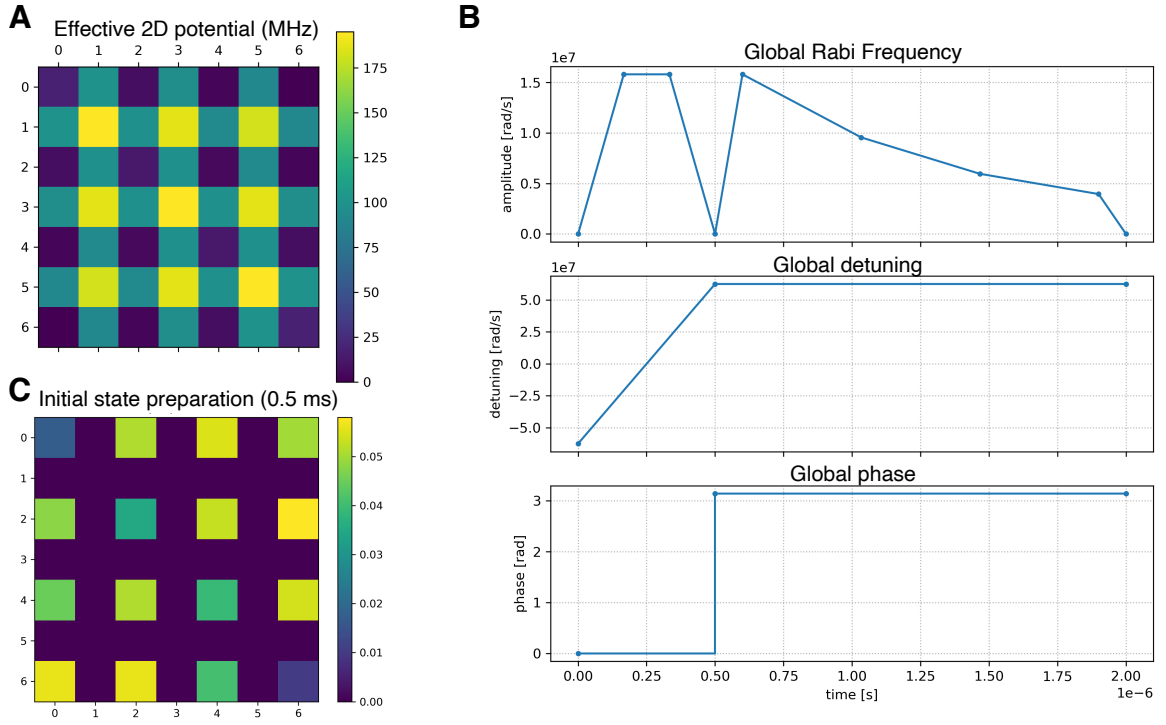 A
Effective 2D potential (MHz)
0 1 2 3 4 5 6
0
1
2
3
4
5
6
175
150
125
100
75
50
25
0
C
Initial state preparation (0.5 ms)
0
1
2
3
4
5
6
0 1 2 3 4 5 6
0.05
0.04
0.03
0.02
0.01
0.00
B
Global Rabi Frequency
1e7
1.5
1.0
0.5
0.0
amplitude [rad/s]
Global detuning
1e7
5.0
2.5
0.0
−2.5
−5.0
detuning [rad/s]
Global phase
3
2
1
0
phase [rad]
0.00 0.25 0.50 0.75 1.00 1.25 1.50 1.75 2.00
time [s]
1e−6